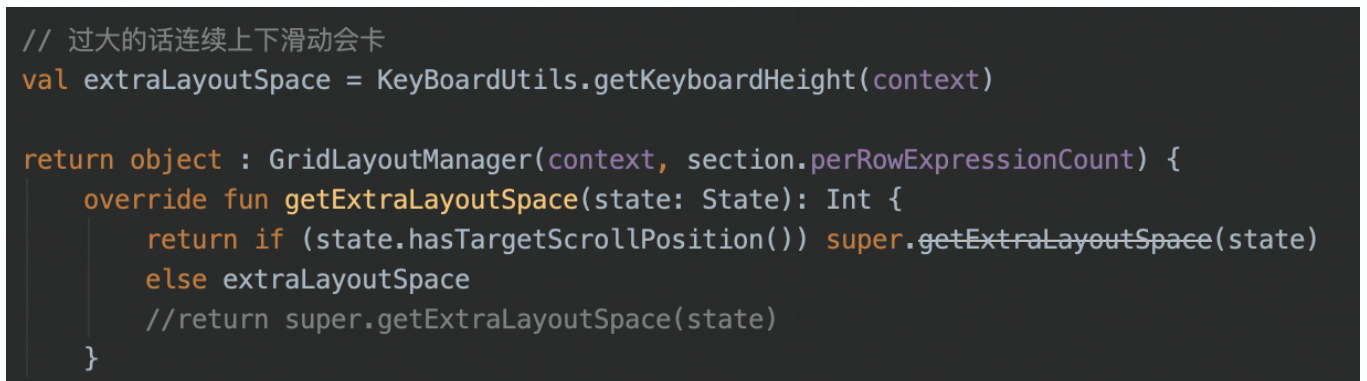 // 过大的话连续上下滑动会卡
val extraLayoutSpace = KeyBoardUtils.getKeyboardHeight(context)
return object : GridLayoutManager(context, section.perRowExpressionCount) {
override fun getExtraLayoutSpace(state: State): Int {
return if (state.hasTargetScrollPosition()) super.getExtraLayoutSpace(state)
else extraLayoutSpace
//return super.getExtraLayoutSpace(state)
}